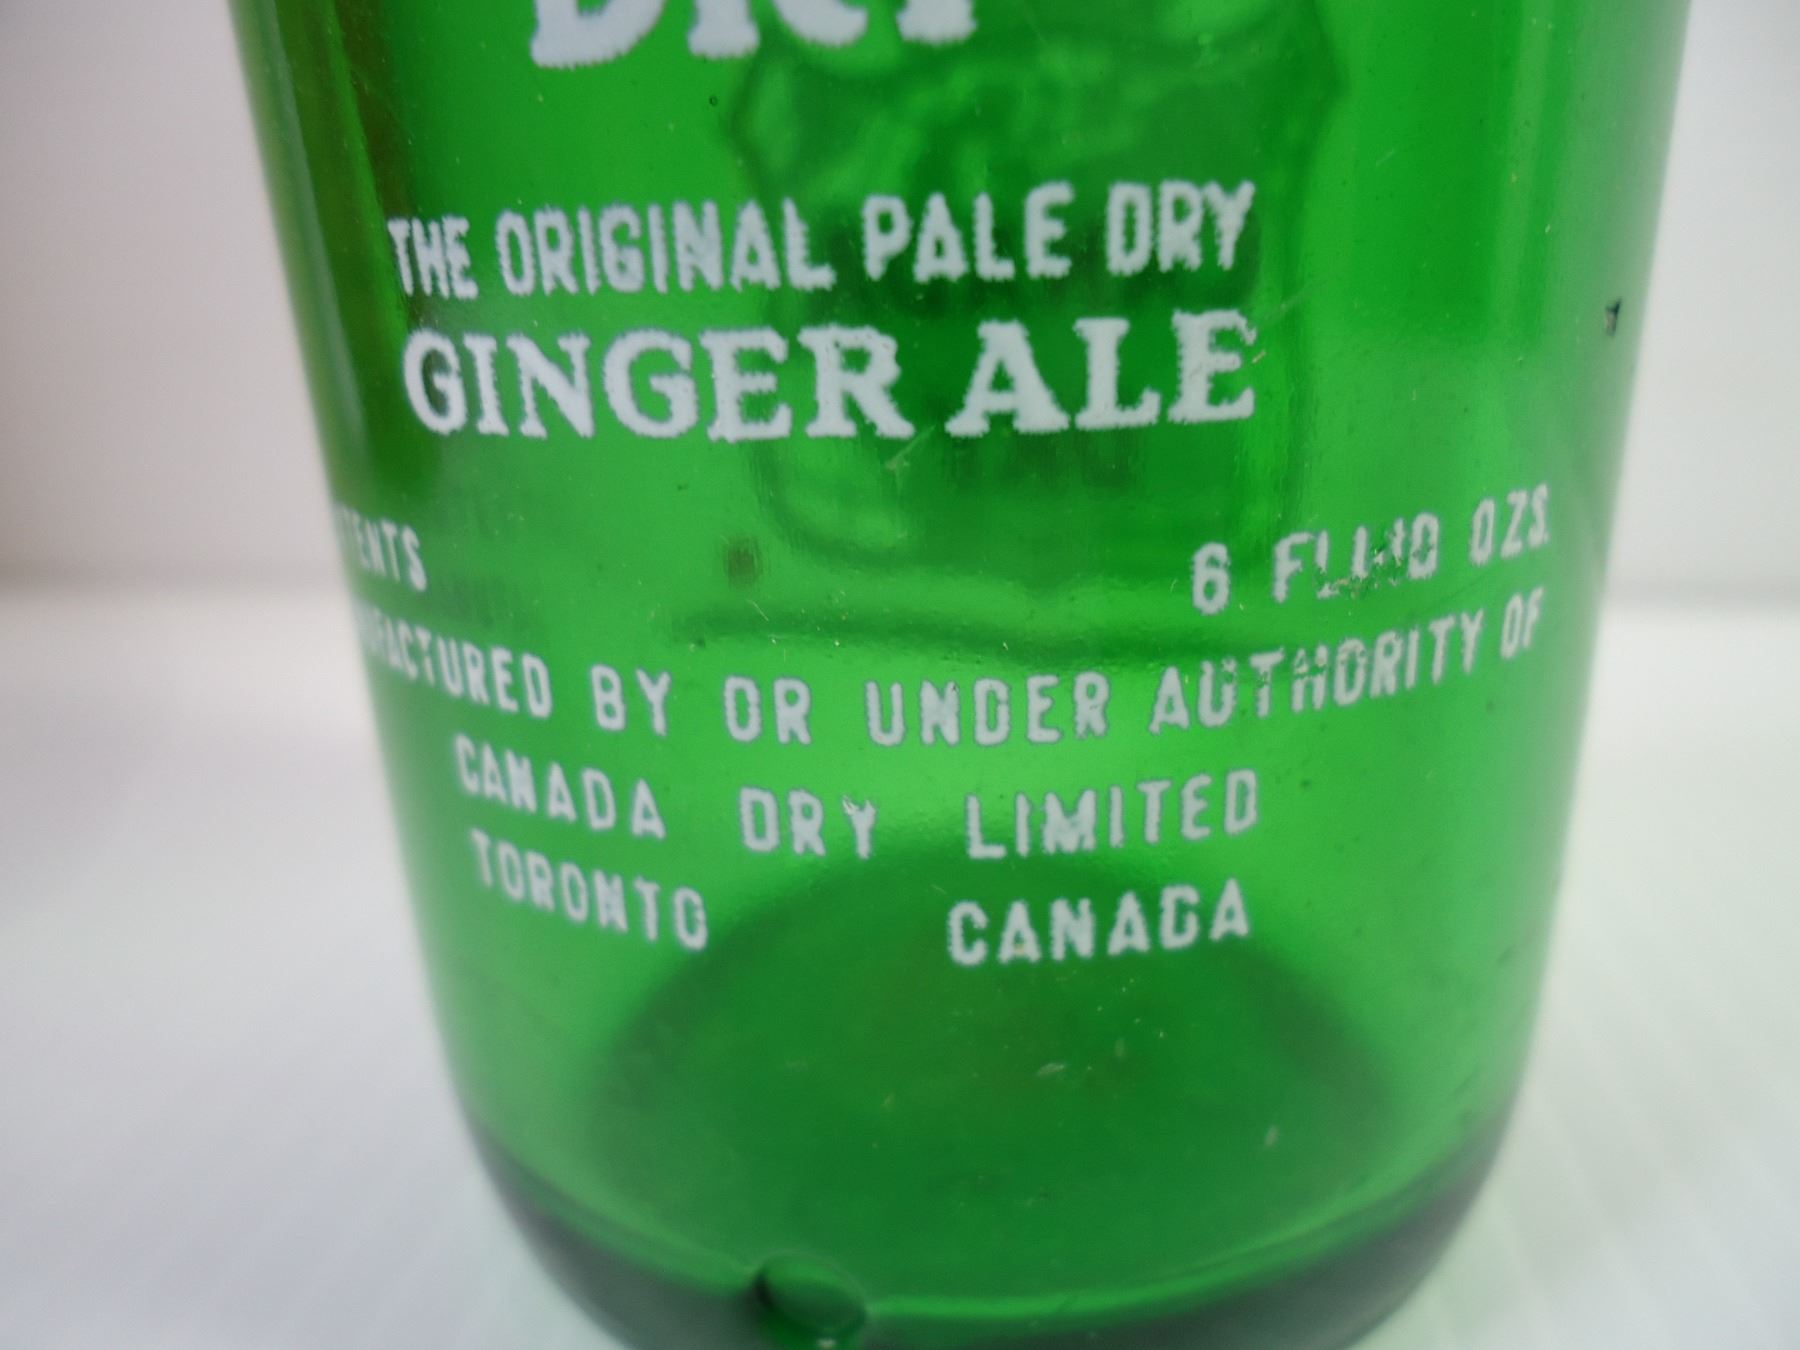 DRY
THE ORIGINAL PALE DRY
GINGER ALE
6 FLUID OZS.
BY OR UNDER AUTHORITY OF
CANADA DRY LIMITED
TORONTO CANADA